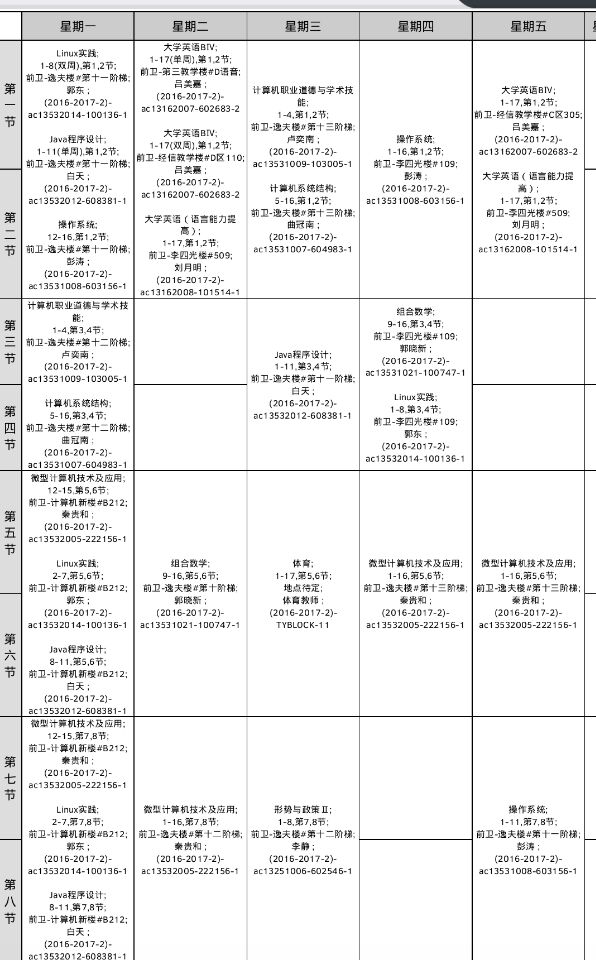 星期一
星期二
星期三
星期四
星期五
第一节
第二节
Linux实践;
1-8(双周),第1,2节;
前卫-逸夫楼#第十一阶梯;
郭东 ;
(2016-2017-2)-
ac13532014-100136-1
Java程序设计;
1-11(单周),第1,2节;
前卫-逸夫楼#第十一阶梯;
白天 ;
(2016-2017-2)-
ac13532012-608381-1
操作系统;
12-16,第1,2节;
前卫-逸夫楼#第十一阶梯;
彭涛 ;
(2016-2017-2)-
ac13531008-603156-1
大学英语BIV;
1-17(单周),第1,2节;
前卫-第三教学楼#D语音;
吕美嘉 ;
(2016-2017-2)-
ac13162007-602683-2
大学英语BIV;
1-17(双周),第1,2节;
前卫-经信教学楼#D区110;
吕美嘉 ;
(2016-2017-2)-
ac13162007-602683-2
大学英语 ( 语言能力提
高 ) ;
1-17,第1,2节;
前卫-李四光楼#509;
刘月明 ;
(2016-2017-2)-
ac13162008-101514-1
计算机职业道德与学术技
能;
1-4,第1,2节;
前卫-逸夫楼#第十三阶梯;
卢奕南 ;
(2016-2017-2)-
ac13531009-103005-1
计算机系统结构;
5-16,第1,2节;
前卫-逸夫楼#第十三阶梯;
曲冠南 ;
(2016-2017-2)-
ac13531007-604983-1
操作系统;
1-16,第1,2节;
前卫-李四光楼#109;
彭涛 ;
(2016-2017-2)-
ac13531008-603156-1
大学英语BIV;
1-17,第1,2节;
前卫-经信教学楼#C区305;
吕美嘉 ;
(2016-2017-2)-
ac13162007-602683-2
大学英语 ( 语言能力提
高 ) ;
1-17,第1,2节;
前卫-李四光楼#509;
刘月明 ;
(2016-2017-2)-
ac13162008-101514-1
第三节
第四节
计算机职业道德与学术技
能;
1-4,第3,4节;
前卫-逸夫楼#第十二阶梯;
卢奕南 ;
(2016-2017-2)-
ac13531009-103005-1
计算机系统结构;
5-16,第3,4节;
前卫-逸夫楼#第十二阶梯;
曲冠南 ;
(2016-2017-2)-
ac13531007-604983-1
Java程序设计;
1-11,第3,4节;
前卫-逸夫楼#第十一阶梯;
白天 ;
(2016-2017-2)-
ac13532012-608381-1
组合数学;
9-16,第3,4节;
前卫-李四光楼#109;
郭晓新 ;
(2016-2017-2)-
ac13531021-100747-1
Linux实践;
1-8,第3,4节;
前卫-李四光楼#109;
郭东 ;
(2016-2017-2)-
ac13532014-100136-1
第五节
第六节
微型计算机技术及应用;
12-15,第5,6节;
前卫-计算机新楼#B212;
秦贵和 ;
(2016-2017-2)-
ac13532005-222156-1
Linux实践;
2-7,第5,6节;
前卫-计算机新楼#B212;
郭东 ;
(2016-2017-2)-
ac13532014-100136-1
Java程序设计;
8-11,第5,6节;
前卫-计算机新楼#B212;
白天 ;
(2016-2017-2)-
ac13532012-608381-1
组合数学;
9-16,第5,6节;
前卫-逸夫楼#第十阶梯;
郭晓新 ;
(2016-2017-2)-
ac13531021-100747-1
体育;
1-17,第5,6节;
地点待定;
体育教师 ;
(2016-2017-2)-
TYBLOCK-11
微型计算机技术及应用;
1-16,第5,6节;
前卫-逸夫楼#第十三阶梯;
秦贵和 ;
(2016-2017-2)-
ac13532005-222156-1
微型计算机技术及应用;
1-16,第5,6节;
前卫-逸夫楼#第十三阶梯;
秦贵和 ;
(2016-2017-2)-
ac13532005-222156-1
第七节
第八节
微型计算机技术及应用;
12-15,第7,8节;
前卫-计算机新楼#B212;
秦贵和 ;
(2016-2017-2)-
ac13532005-222156-1
Linux实践;
2-7,第7,8节;
前卫-计算机新楼#B212;
郭东 ;
(2016-2017-2)-
ac13532014-100136-1
Java程序设计;
8-11,第7,8节;
前卫-计算机新楼#B212;
白天 ;
(2016-2017-2)-
ac13532012-608381-1
微型计算机技术及应用;
1-16,第7,8节;
前卫-逸夫楼#第十二阶梯;
秦贵和 ;
(2016-2017-2)-
ac13532005-222156-1
形势与政策Ⅱ;
1-8,第7,8节;
前卫-逸夫楼#第十二阶梯;
李静 ;
(2016-2017-2)-
ac13251006-602546-1
操作系统;
1-11,第7,8节;
前卫-逸夫楼#第十一阶梯;
彭涛 ;
(2016-2017-2)-
ac13531008-603156-1